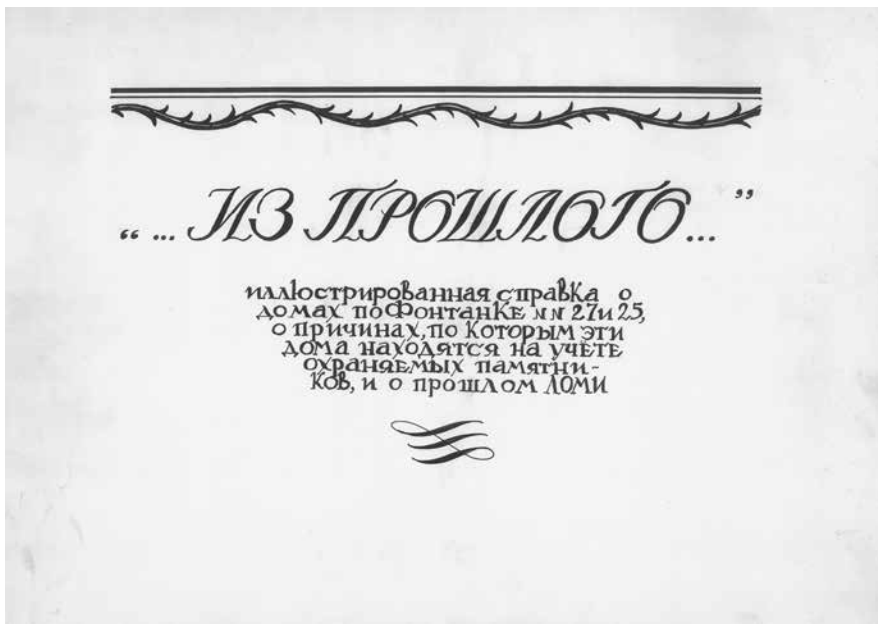 “... ИЗ ПРОШЛОГО...”
иллюстрированная справка о
домах по Фонтанке №№ 27 и 25,
о причинах, по которым эти
дома находятся на учёте
охраняемых памятни-
ков, и о прошлом ЛОМИ